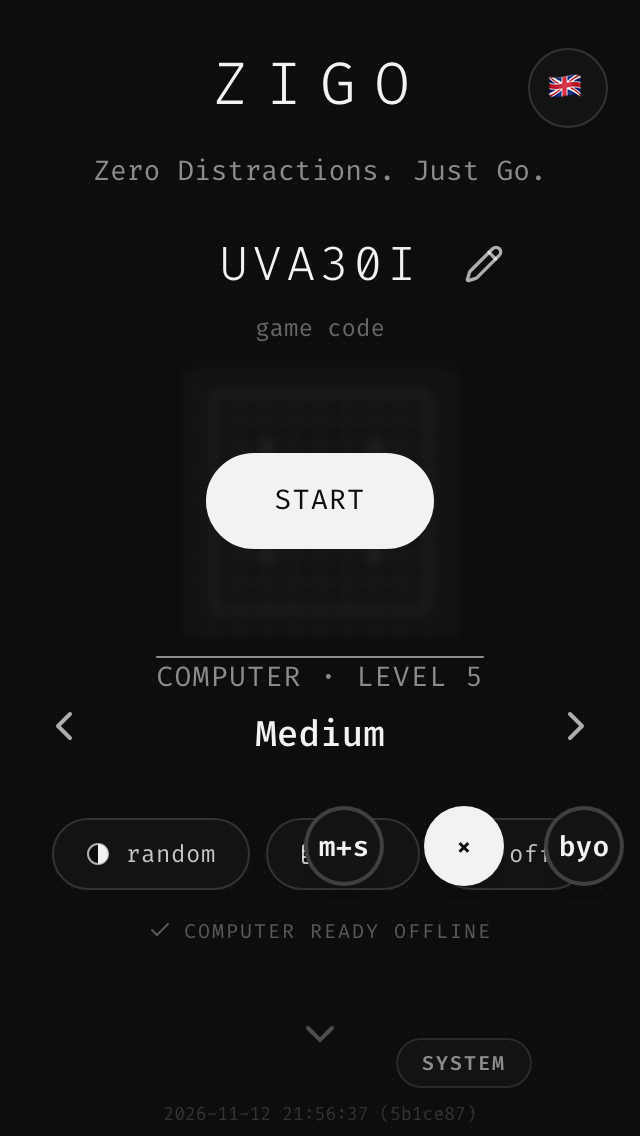 ZIGO
Zero Distractions. Just Go.
UVA30I
game code
START
COMPUTER · LEVEL 5
Medium
random
m+s
×
off
byo
COMPUTER READY OFFLINE
SYSTEM
2026-11-12 21:56:37 (5b1ce87)